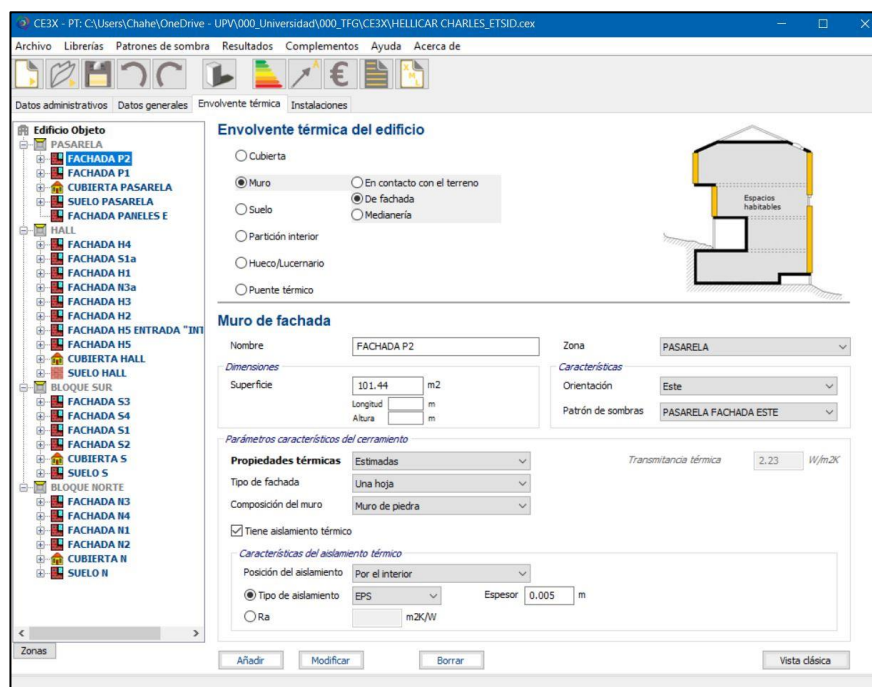 CE3X - PT: C:\Users\Chahe\OneDrive - UPV\000_Universidad\000_TFG\CE3X\HELLICAR CHARLES_ETSID.cex
Archivo Librerías Patrones de sombra Resultados Complementos Ayuda Acerca de
Datos administrativos Datos generales Envolvente térmica Instalaciones
Edificio Objeto
PASARELA
FACHADA P2
FACHADA P1
CUBIERTA PASARELA
SUELO PASARELA
FACHADA PANELES E
HALL
FACHADA H4
FACHADA S1a
FACHADA H1
FACHADA N3a
FACHADA H3
FACHADA H2
FACHADA H5 ENTRADA "INT
FACHADA H5
CUBIERTA HALL
SUELO HALL
BLOQUE SUR
FACHADA S3
FACHADA S4
FACHADA S1
FACHADA S2
CUBIERTA S
SUELO S
BLOQUE NORTE
FACHADA N3
FACHADA N4
FACHADA N1
FACHADA N2
CUBIERTA N
SUELO N
Zonas
Envolvente térmica del edificio
Cubierta
Muro En contacto con el terreno
De fachada
Suelo Medianería
Partición interior
Hueco/Lucernario
Puente térmico
Espacios
habitables
Muro de fachada
Nombre FACHADA P2 Zona PASARELA
Dimensiones Características
Superficie 101.44 m2 Orientación Este
Longitud m
Altura m
Patrón de sombras PASARELA FACHADA ESTE
Parámetros característicos del cerramiento
Propiedades térmicas Estimadas Transmitancia térmica 2.23 W/m2K
Tipo de fachada Una hoja
Composición del muro Muro de piedra
Tiene aislamiento térmico
Características del aislamiento térmico
Posición del aislamiento Por el interior
Tipo de aislamiento EPS Espesor 0.005 m
Ra m2K/W
Añadir Modificar Borrar Vista clásica